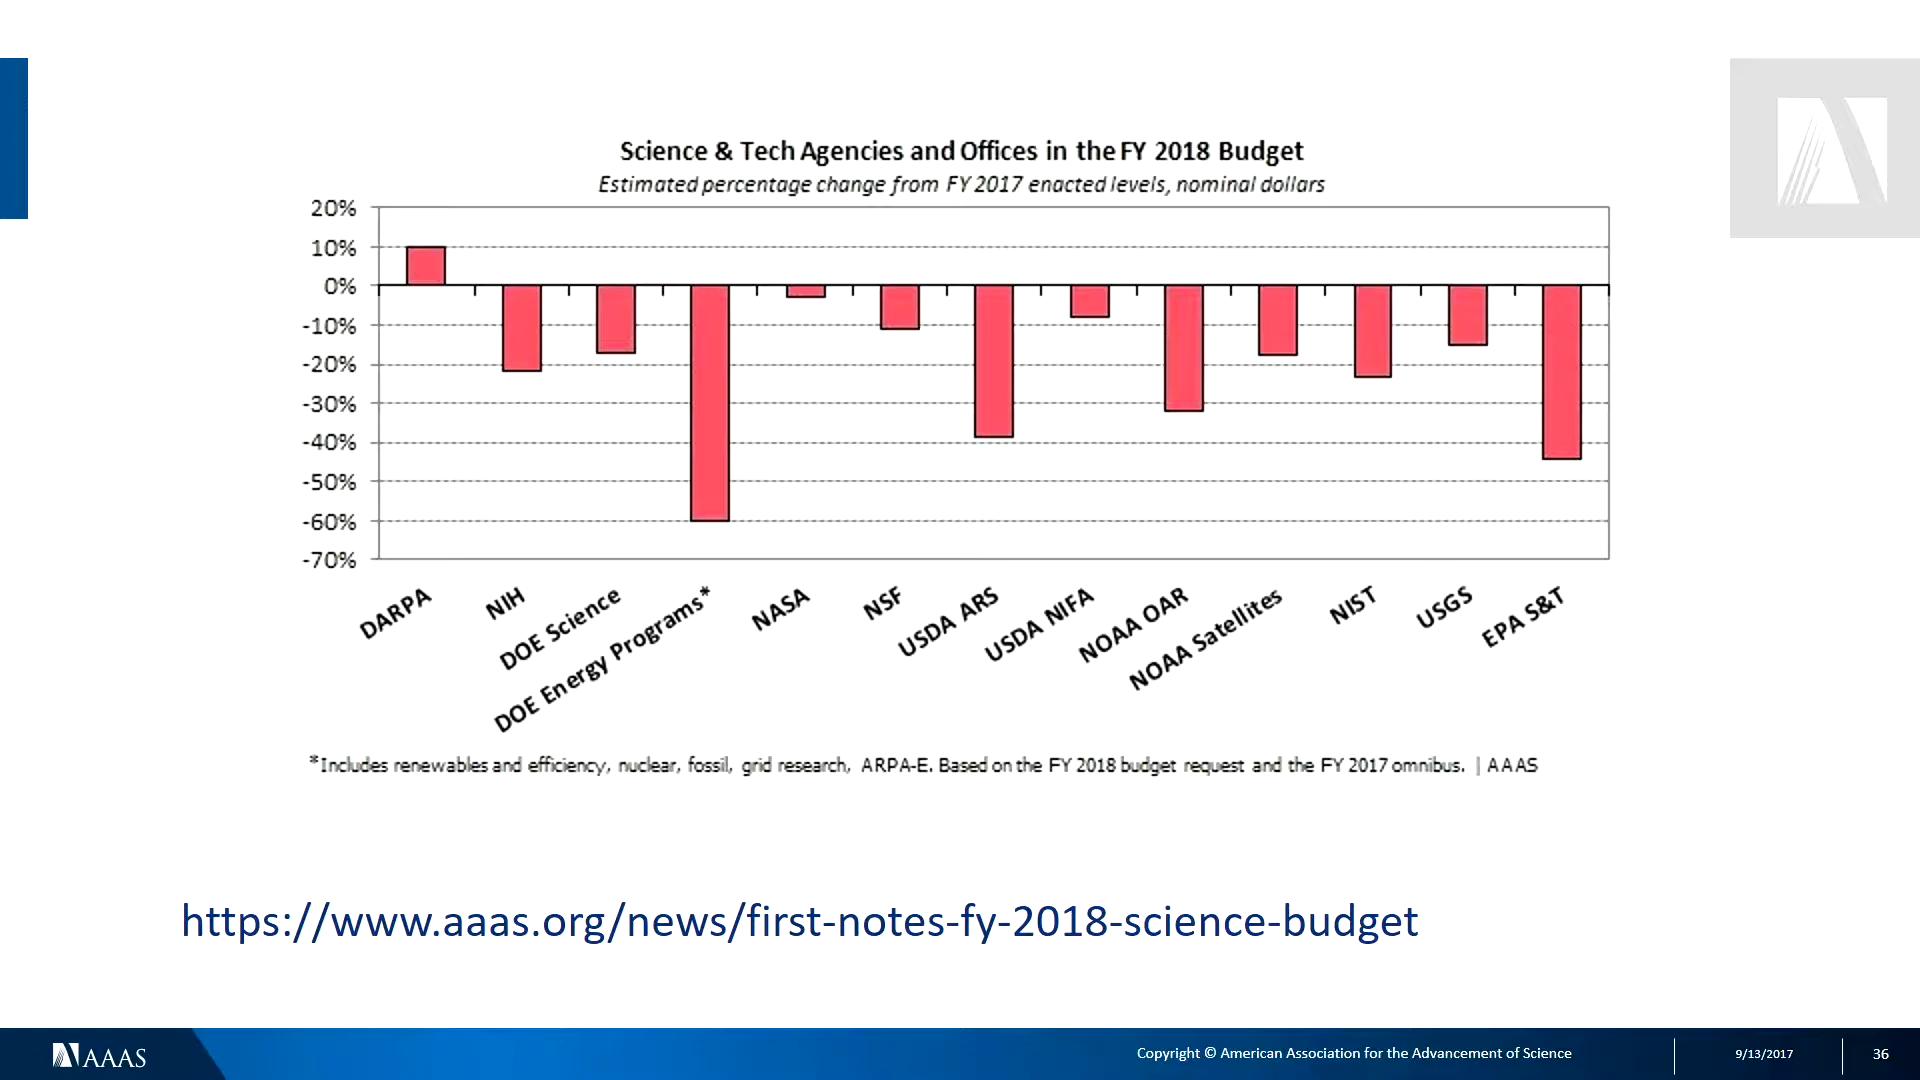 Science & Tech Agencies and Offices in the FY 2018 Budget
Estimated percentage change from FY 2017 enacted levels, nominal dollars
20%
10%
0%
-10%
-20%
-30%
-40%
-50%
-60%
-70%
DARPA
NIH
DOE Science
DOE Energy Programs*
NASA
NSF
USDA ARS
USDA NIFA
NOAA OAR
NOAA Satellites
NIST
USGS
EPA S&T
*Includes renewables and efficiency, nuclear, fossil, grid research, ARPA-E. Based on the FY 2018 budget request and the FY 2017 omnibus. | AAAS
https://www.aaas.org/news/first-notes-fy-2018-science-budget
AAAS
Copyright © American Association for the Advancement of Science
9/13/2017
36